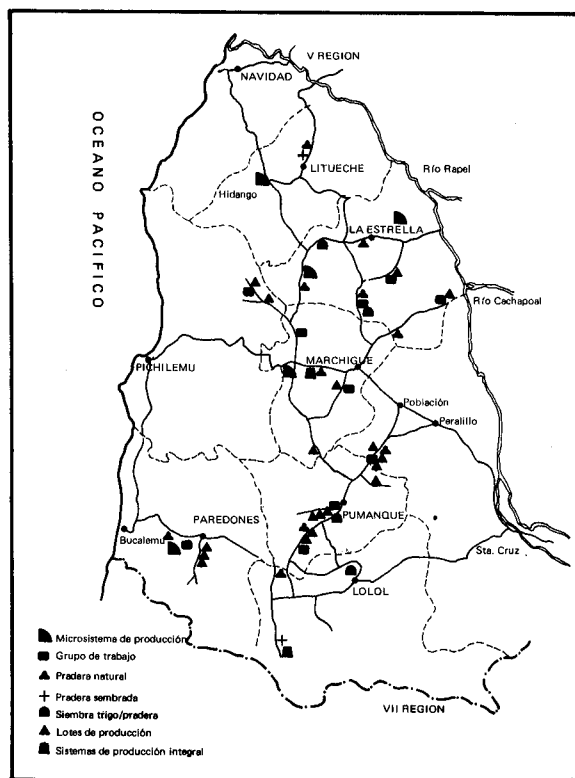 V REGION
NAVIDAD
OCEANO PACIFICO
LITUECHE
Río Rapel
Hidango
LA ESTRELLA
Río Cachapoal
MARCHIGUE
PICHILEMU
Población
Peralillo
PUMANQUE
PAREDONES
Bucalemu
Sta. Cruz
LOLOL
Microsistema de producción
Grupo de trabajo
Pradera natural
Pradera sembrada
Siembra trigo/pradera
Lotes de producción
Sistemas de producción integral
VII REGION